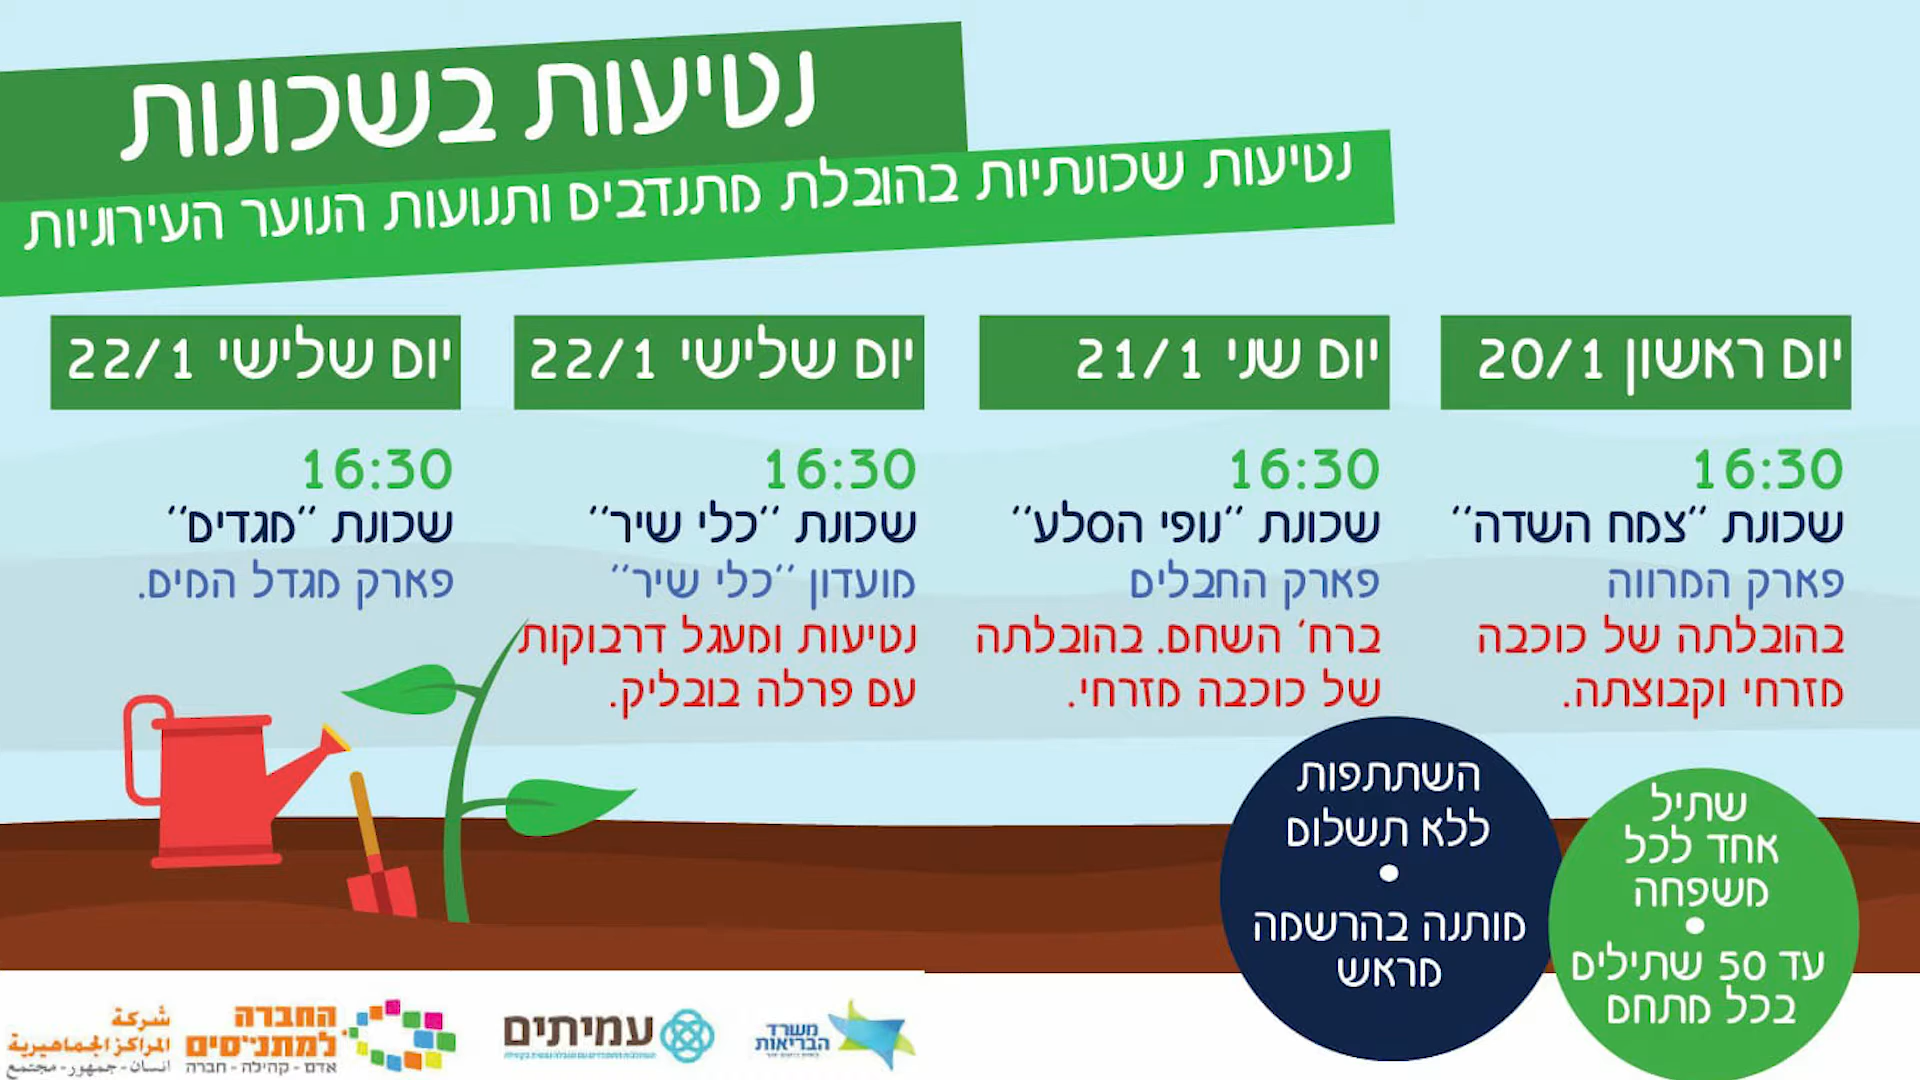 נטיעות בשכונות
נטיעות שכונתיות בהובלת מתנדבים ותנועות הנוער העירוניות
יום ראשון 20/1
16:30
שכונת ''צמח השדה''
פארק המרווה
בהובלתה של כוכבה
מזרחי וקבוצתה.
יום שני 21/1
16:30
שכונת ''נופי הסלע''
פארק החבלים
ברח' השחם. בהובלתה
של כוכבה מזרחי.
יום שלישי 22/1
16:30
שכונת ''כלי שיר''
מועדון ''כלי שיר''
נטיעות ומעגל דרבוקות
עם פרלה בובליק.
יום שלישי 22/1
16:30
שכונת ''מגדים''
פארק מגדל המים.
השתתפות
ללא תשלום
•
מותנה בהרשמה
מראש
שתיל
אחד לכל
משפחה
•
עד 50 שתילים
בכל מתחם
משרד
הבריאות
עמיתים
החברה
למתנ״סים
אדם - קהילה - חברה
شركة
المراكز الجماهيرية
انسان - جمهور - مجتمع